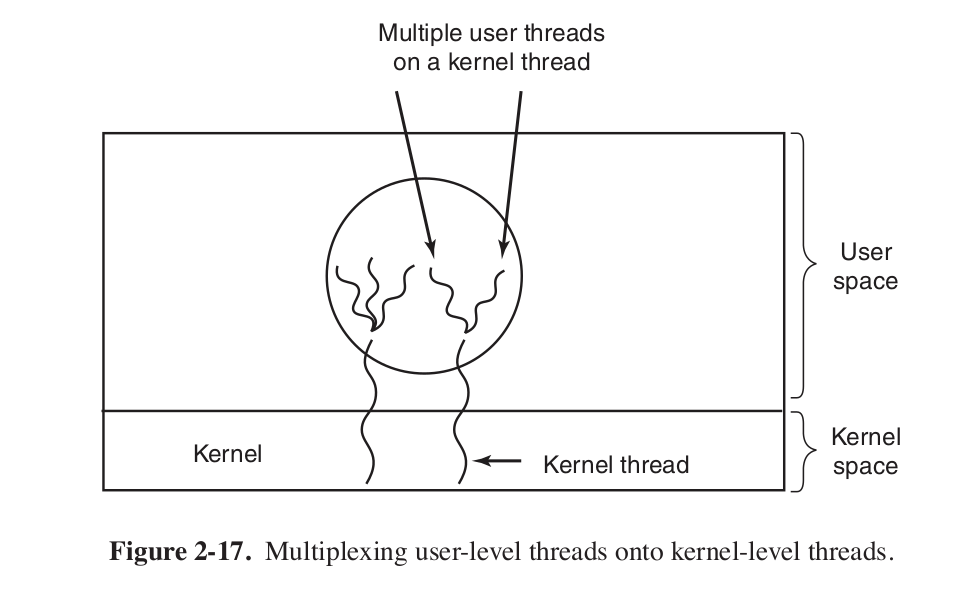 Multiple user threads
on a kernel thread
User
space
Kernel
Kernel thread
Kernel
space
Figure 2-17. Multiplexing user-level threads onto kernel-level threads.